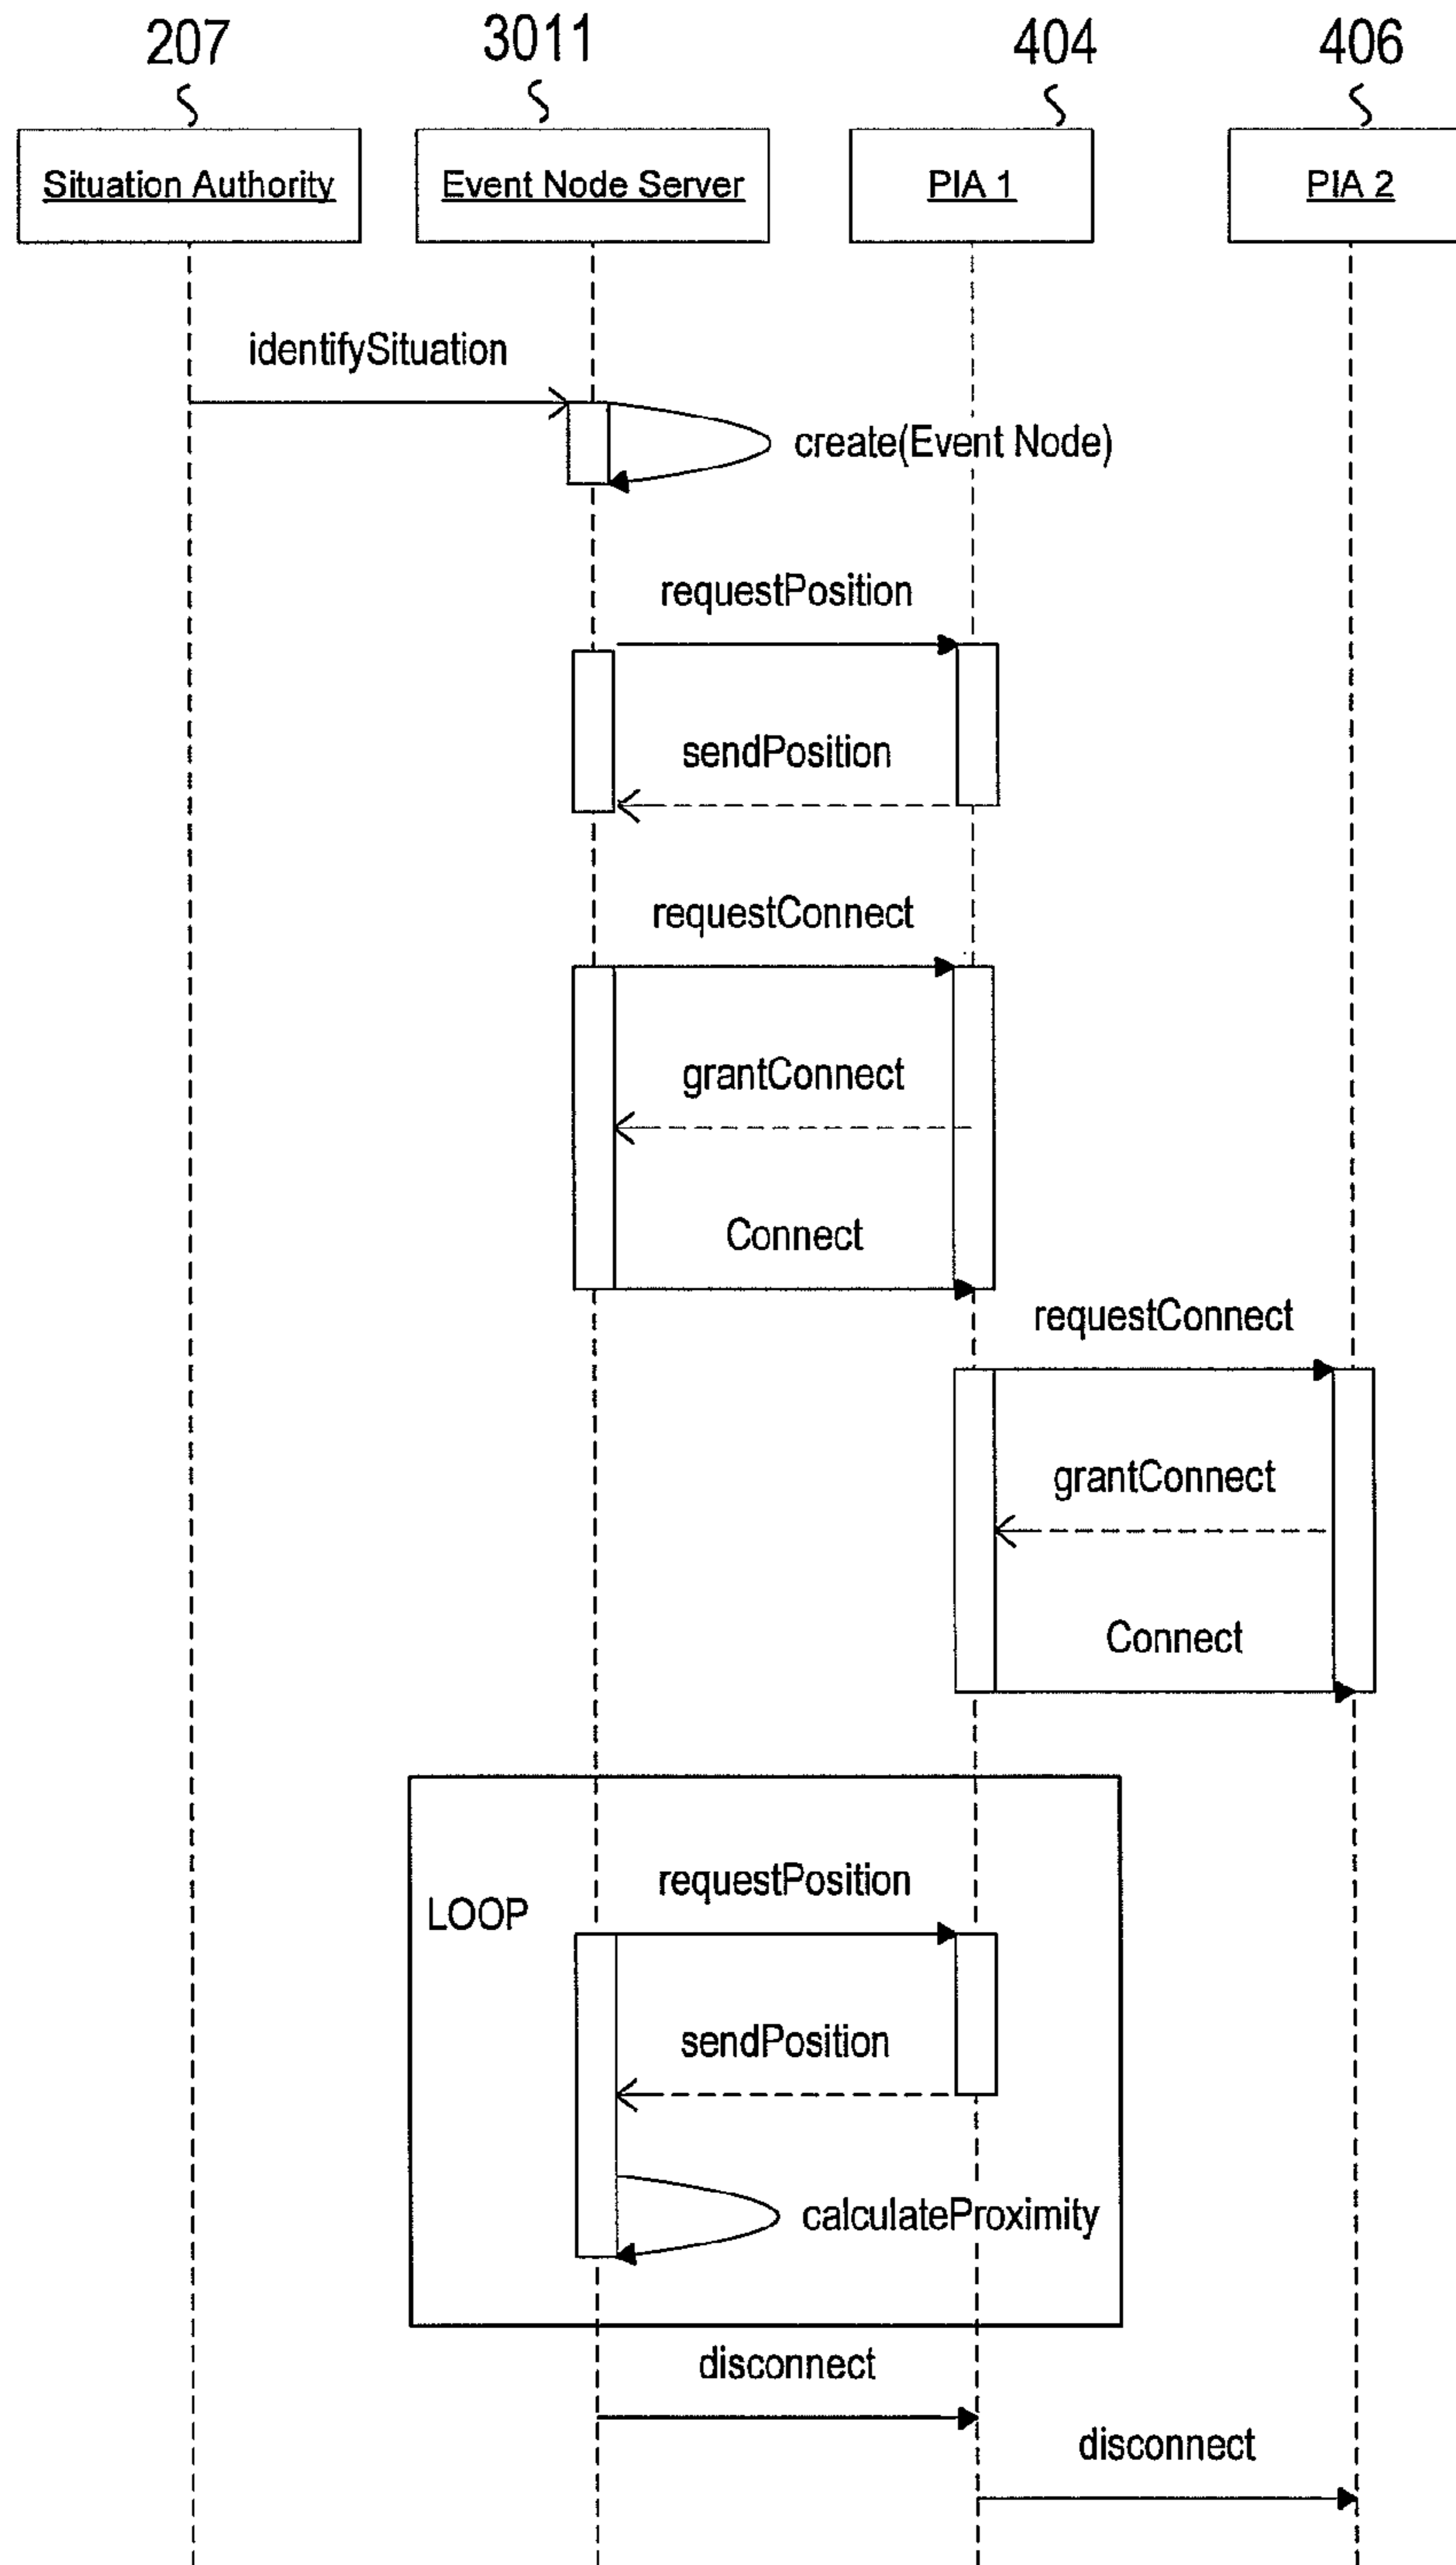 207 3011 404 406
Situation Authority Event Node Server PIA 1 PIA 2
identifySituation
create(Event Node)
requestPosition
sendPosition
requestConnect
grantConnect
Connect
requestConnect
grantConnect
Connect
requestPosition
LOOP
sendPosition
calculateProximity
disconnect
disconnect